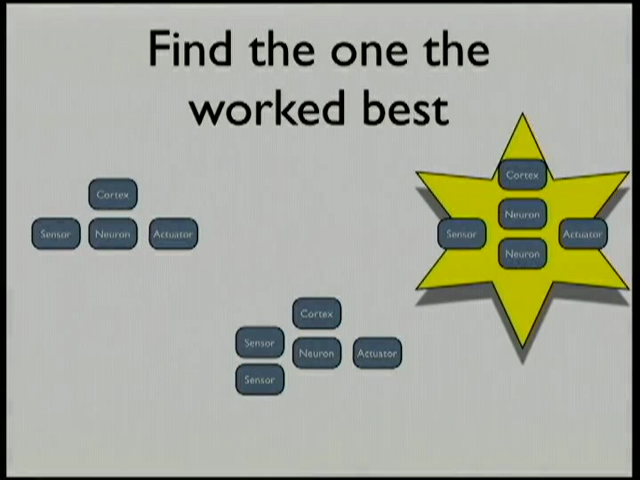 Find the one the
worked best
Cortex
Sensor Neuron Actuator
Cortex
Sensor
Neuron Actuator
Sensor
Cortex
Neuron
Sensor Actuator
Neuron